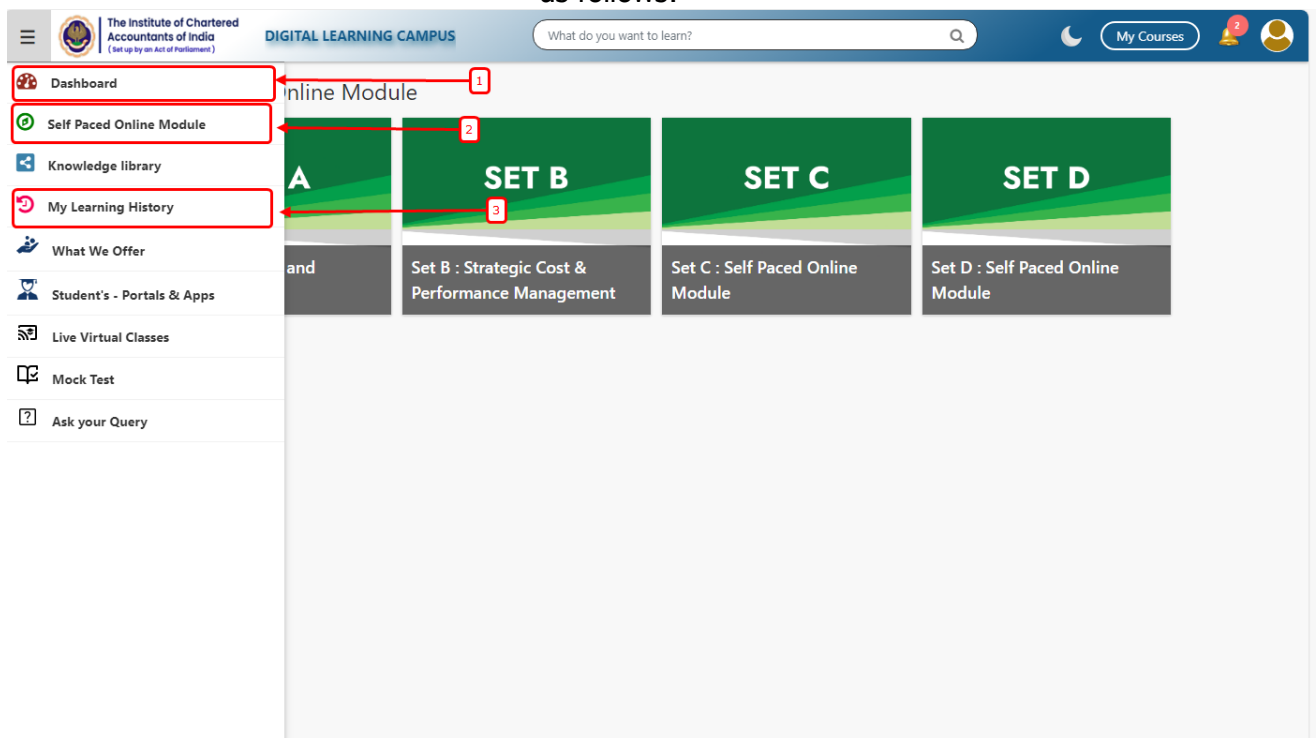 as follows:
The Institute of Chartered
Accountants of India
(Set up by an Act of Parliament)
DIGITAL LEARNING CAMPUS
What do you want to learn?
My Courses
2
Dashboard
1
Self Paced Online Module
2
Knowledge library
My Learning History
3
What We Offer
Student's - Portals & Apps
Live Virtual Classes
Mock Test
Ask your Query
Online Module
A
and
SET B
Set B : Strategic Cost &
Performance Management
SET C
Set C : Self Paced Online
Module
SET D
Set D : Self Paced Online
Module